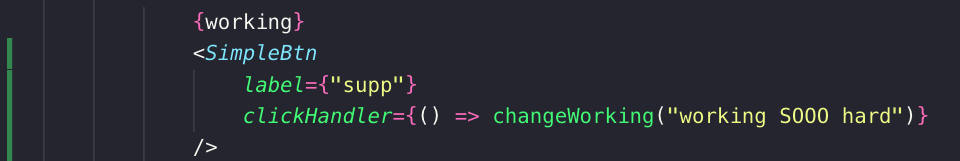 {working}
<SimpleBtn
label={"supp"}
clickHandler={() => changeWorking("working SOOO hard")}
/>